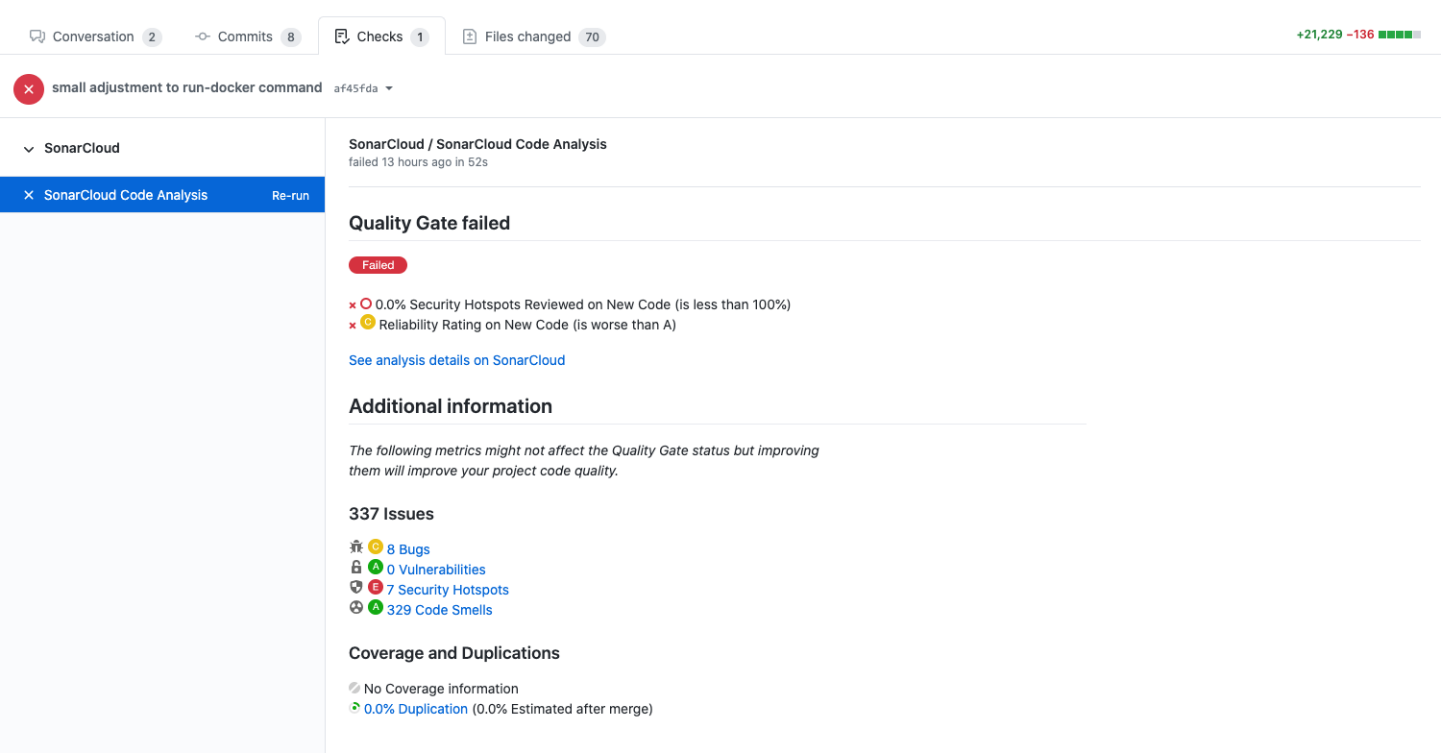 Conversation 2 Commits 8 Checks 1 Files changed 70 +21,229 −136
small adjustment to run-docker command af45fda
SonarCloud
SonarCloud Code Analysis Re-run
SonarCloud / SonarCloud Code Analysis
failed 13 hours ago in 52s
Quality Gate failed
Failed
0.0% Security Hotspots Reviewed on New Code (is less than 100%)
C Reliability Rating on New Code (is worse than A)
See analysis details on SonarCloud
Additional information
The following metrics might not affect the Quality Gate status but improving
them will improve your project code quality.
337 Issues
C 8 Bugs
A 0 Vulnerabilities
E 7 Security Hotspots
A 329 Code Smells
Coverage and Duplications
No Coverage information
0.0% Duplication (0.0% Estimated after merge)